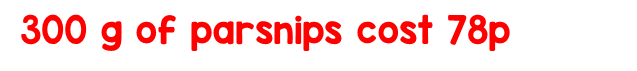 300 g of parsnips cost 78p